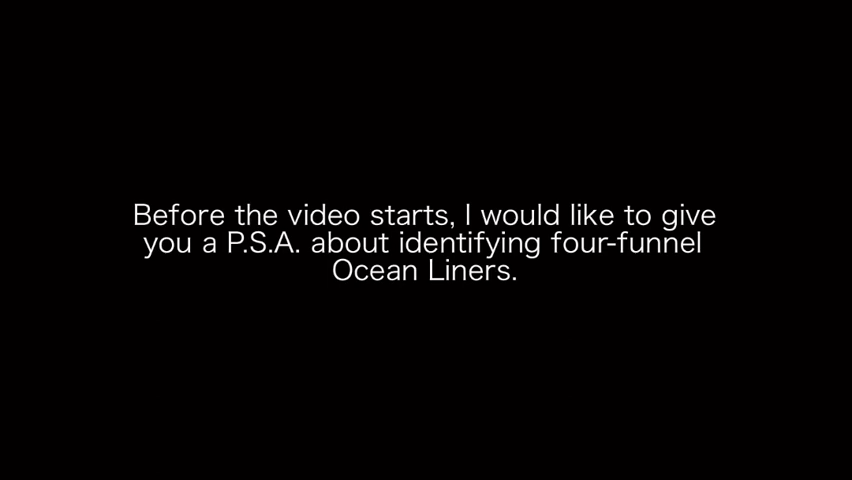 Before the video starts, I would like to give
you a P.S.A. about identifying four-funnel
Ocean Liners.